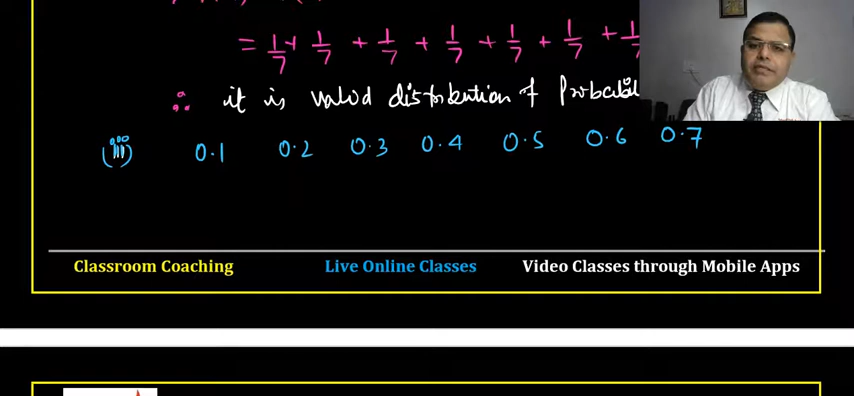 = 1/7 + 1/7 + 1/7 + 1/7 + 1/7 + 1/7 + 1/7
∴ it is valid distribution of
(iii) 0.1 0.2 0.3 0.4 0.5 0.6 0.7
Classroom Coaching Live Online Classes Video Classes through Mobile Apps